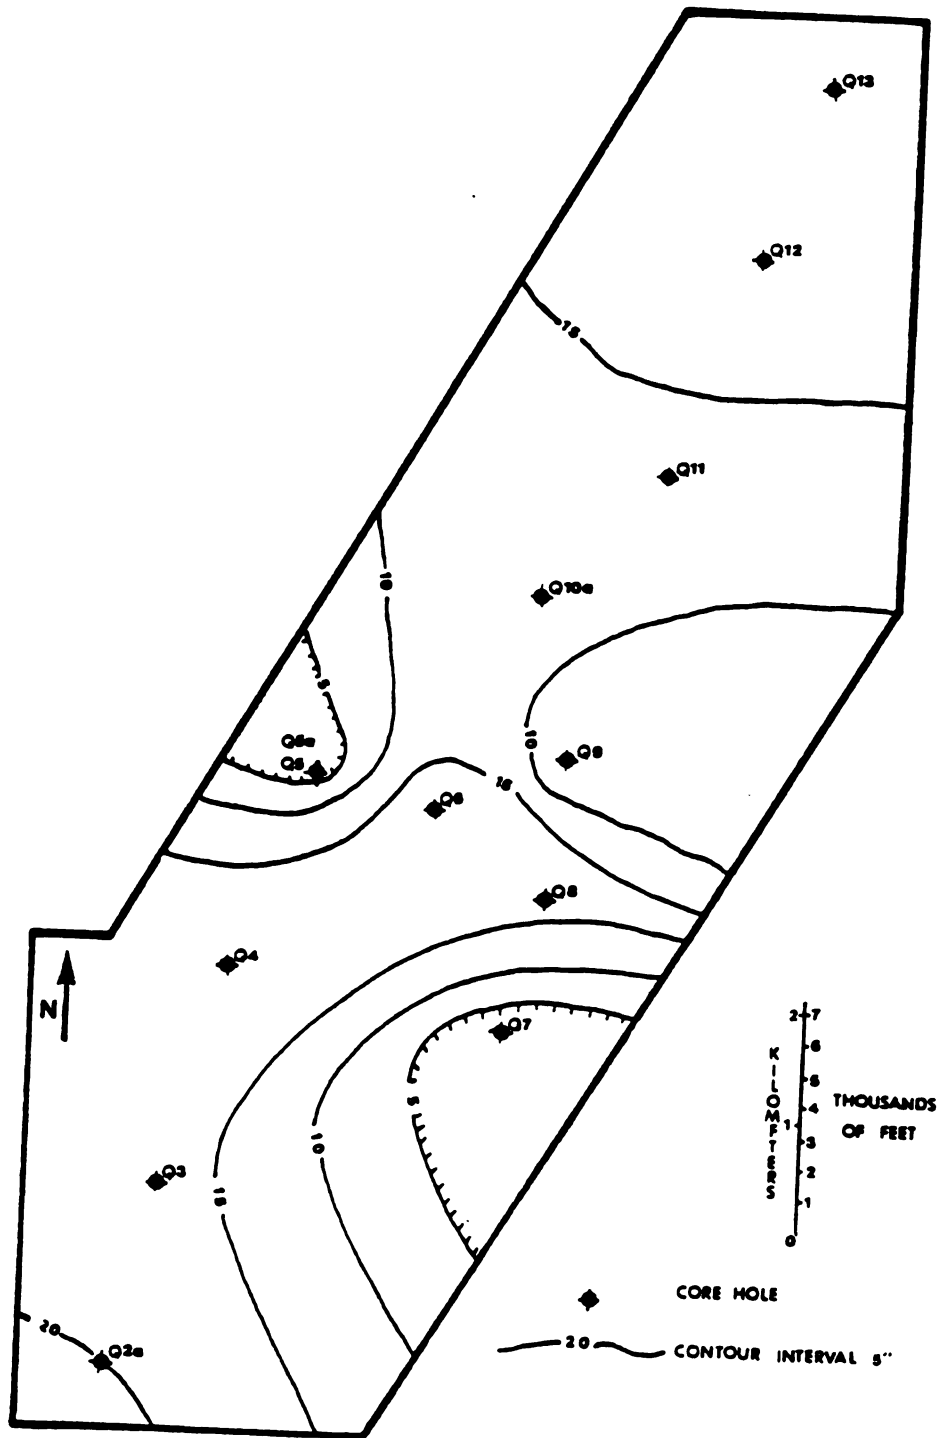 Q13
Q12
15
Q11
10
Q10a
5
Q5a
Q5
10
Q9
15
Q6
Q8
Q4
N
Q7
5
10
Q3
15
20
Q2a
2 7
6
5
4
1
3
2
1
0
KILOMETERS
THOUSANDS
OF FEET
CORE HOLE
20
CONTOUR INTERVAL 5"